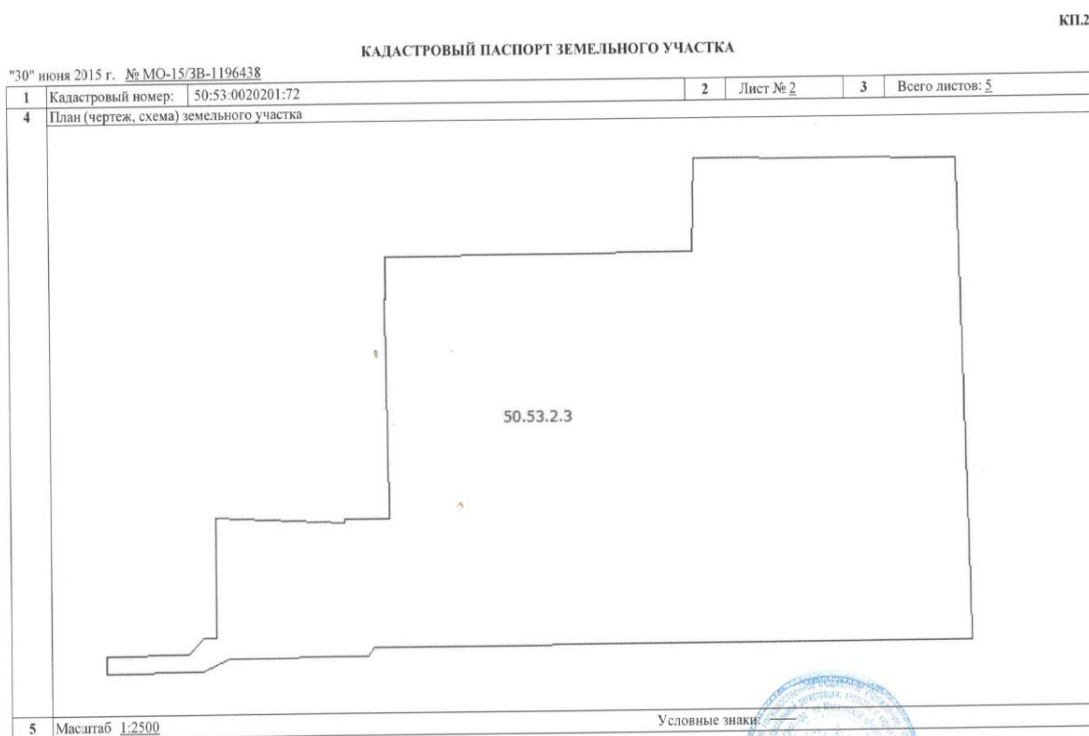 КП.2
КАДАСТРОВЫЙ ПАСПОРТ ЗЕМЕЛЬНОГО УЧАСТКА
"30" июня 2015 г. № МО-15/ЗВ-1196438
1 Кадастровый номер: 50:53:0020201:72 2 Лист № 2 3 Всего листов: 5
4 План (чертеж, схема) земельного участка
50.53.2.3
5 Масштаб 1:2500 Условные знаки: